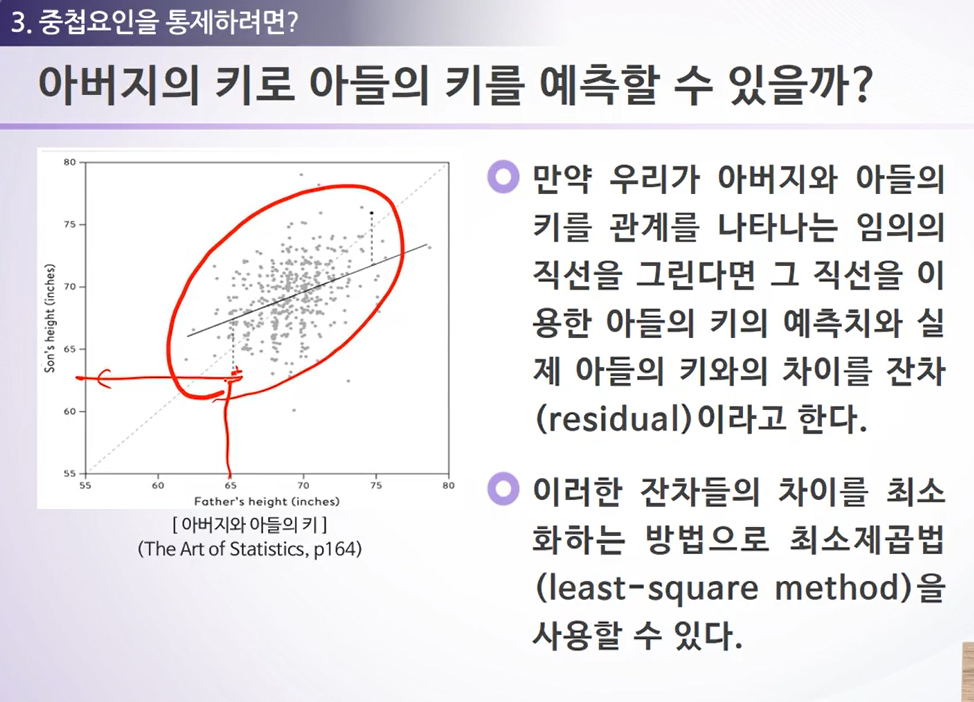 3. 중첩요인을 통제하려면?
아버지의 키로 아들의 키를 예측할 수 있을까?
80
75
70
65
60
55
Son's height (inches)
55 60 65 70 75 80
Father's height (inches)
[ 아버지와 아들의 키 ]
(The Art of Statistics, p164)
만약 우리가 아버지와 아들의
키를 관계를 나타나는 임의의
직선을 그린다면 그 직선을 이
용한 아들의 키의 예측치와 실
제 아들의 키와의 차이를 잔차
(residual)이라고 한다.
이러한 잔차들의 차이를 최소
화하는 방법으로 최소제곱법
(least-square method)을
사용할 수 있다.